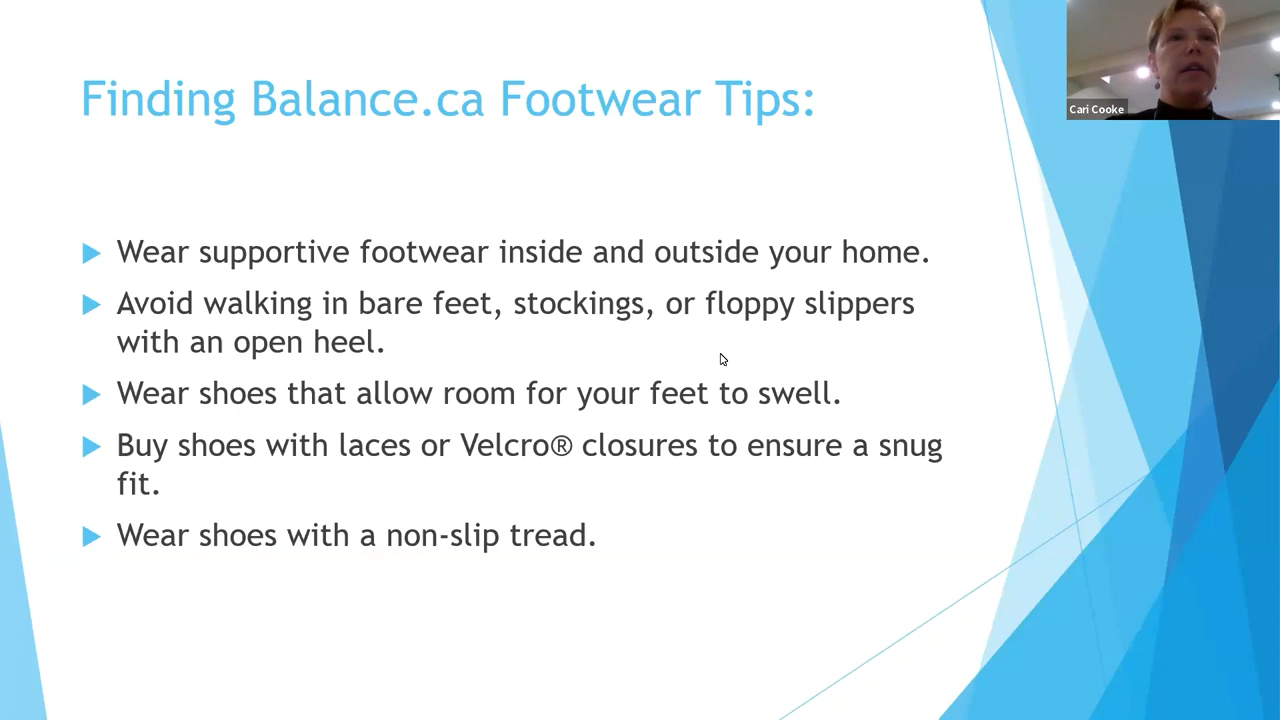 Finding Balance.ca Footwear Tips:
Cari Cooke
Wear supportive footwear inside and outside your home.
Avoid walking in bare feet, stockings, or floppy slippers
with an open heel.
Wear shoes that allow room for your feet to swell.
Buy shoes with laces or Velcro® closures to ensure a snug
fit.
Wear shoes with a non-slip tread.